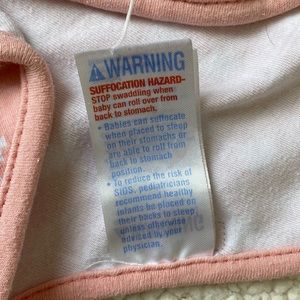 ⚠WARNING
SUFFOCATION HAZARD-
STOP swaddling when
baby can roll over from
back to stomach.
• Babies can suffocate
when placed to sleep
on their stomachs or
are able to roll from
back to stomach
position.
• To reduce the risk of
SIDS, pediatricians
recommend healthy
infants be placed on
their backs to sleep
unless otherwise
advised by your
physician.